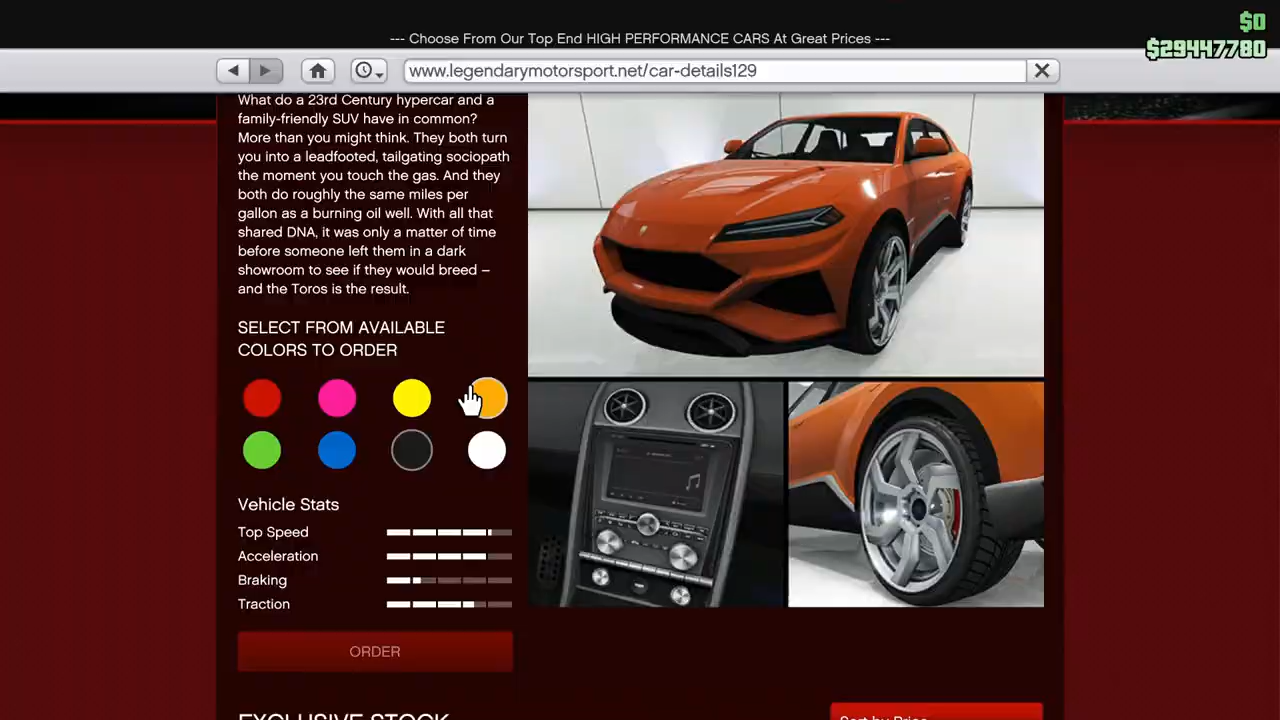 $0
--- Choose From Our Top End HIGH PERFORMANCE CARS At Great Prices ---
$29447780
www.legendarymotorsport.net/car-details129
What do a 23rd Century hypercar and a
family-friendly SUV have in common?
More than you might think. They both turn
you into a leadfooted, tailgating sociopath
the moment you touch the gas. And they
both do roughly the same miles per
gallon as a burning oil well. With all that
shared DNA, it was only a matter of time
before someone left them in a dark
showroom to see if they would breed –
and the Toros is the result.
SELECT FROM AVAILABLE
COLORS TO ORDER
Vehicle Stats
Top Speed
Acceleration
Braking
Traction
ORDER
EXCLUSIVE STOCK
Sort by Price